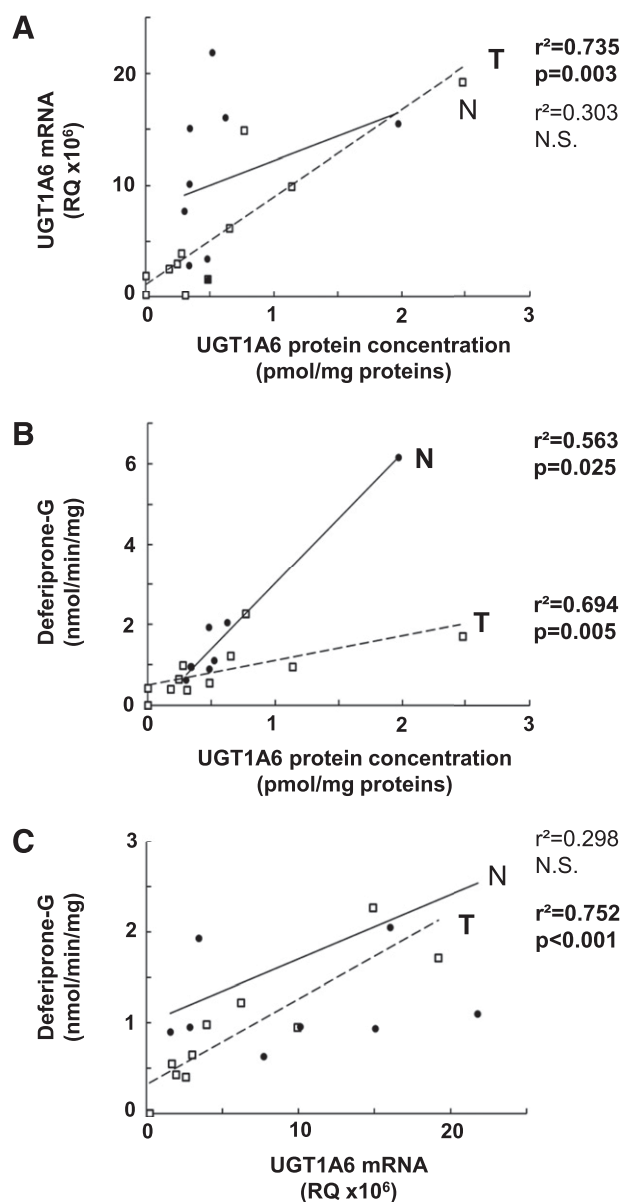 A
UGT1A6 mRNA
(RQ x10⁶)
20
10
0
0 1 2 3
UGT1A6 protein concentration
(pmol/mg proteins)
T
N
r²=0.735
p=0.003
r²=0.303
N.S.
B
Deferiprone-G
(nmol/min/mg)
6
4
2
0
0 1 2 3
UGT1A6 protein concentration
(pmol/mg proteins)
N
T
r²=0.563
p=0.025
r²=0.694
p=0.005
C
Deferiprone-G
(nmol/min/mg)
3
2
1
0
0 10 20
UGT1A6 mRNA
(RQ x10⁶)
N
T
r²=0.298
N.S.
r²=0.752
p<0.001